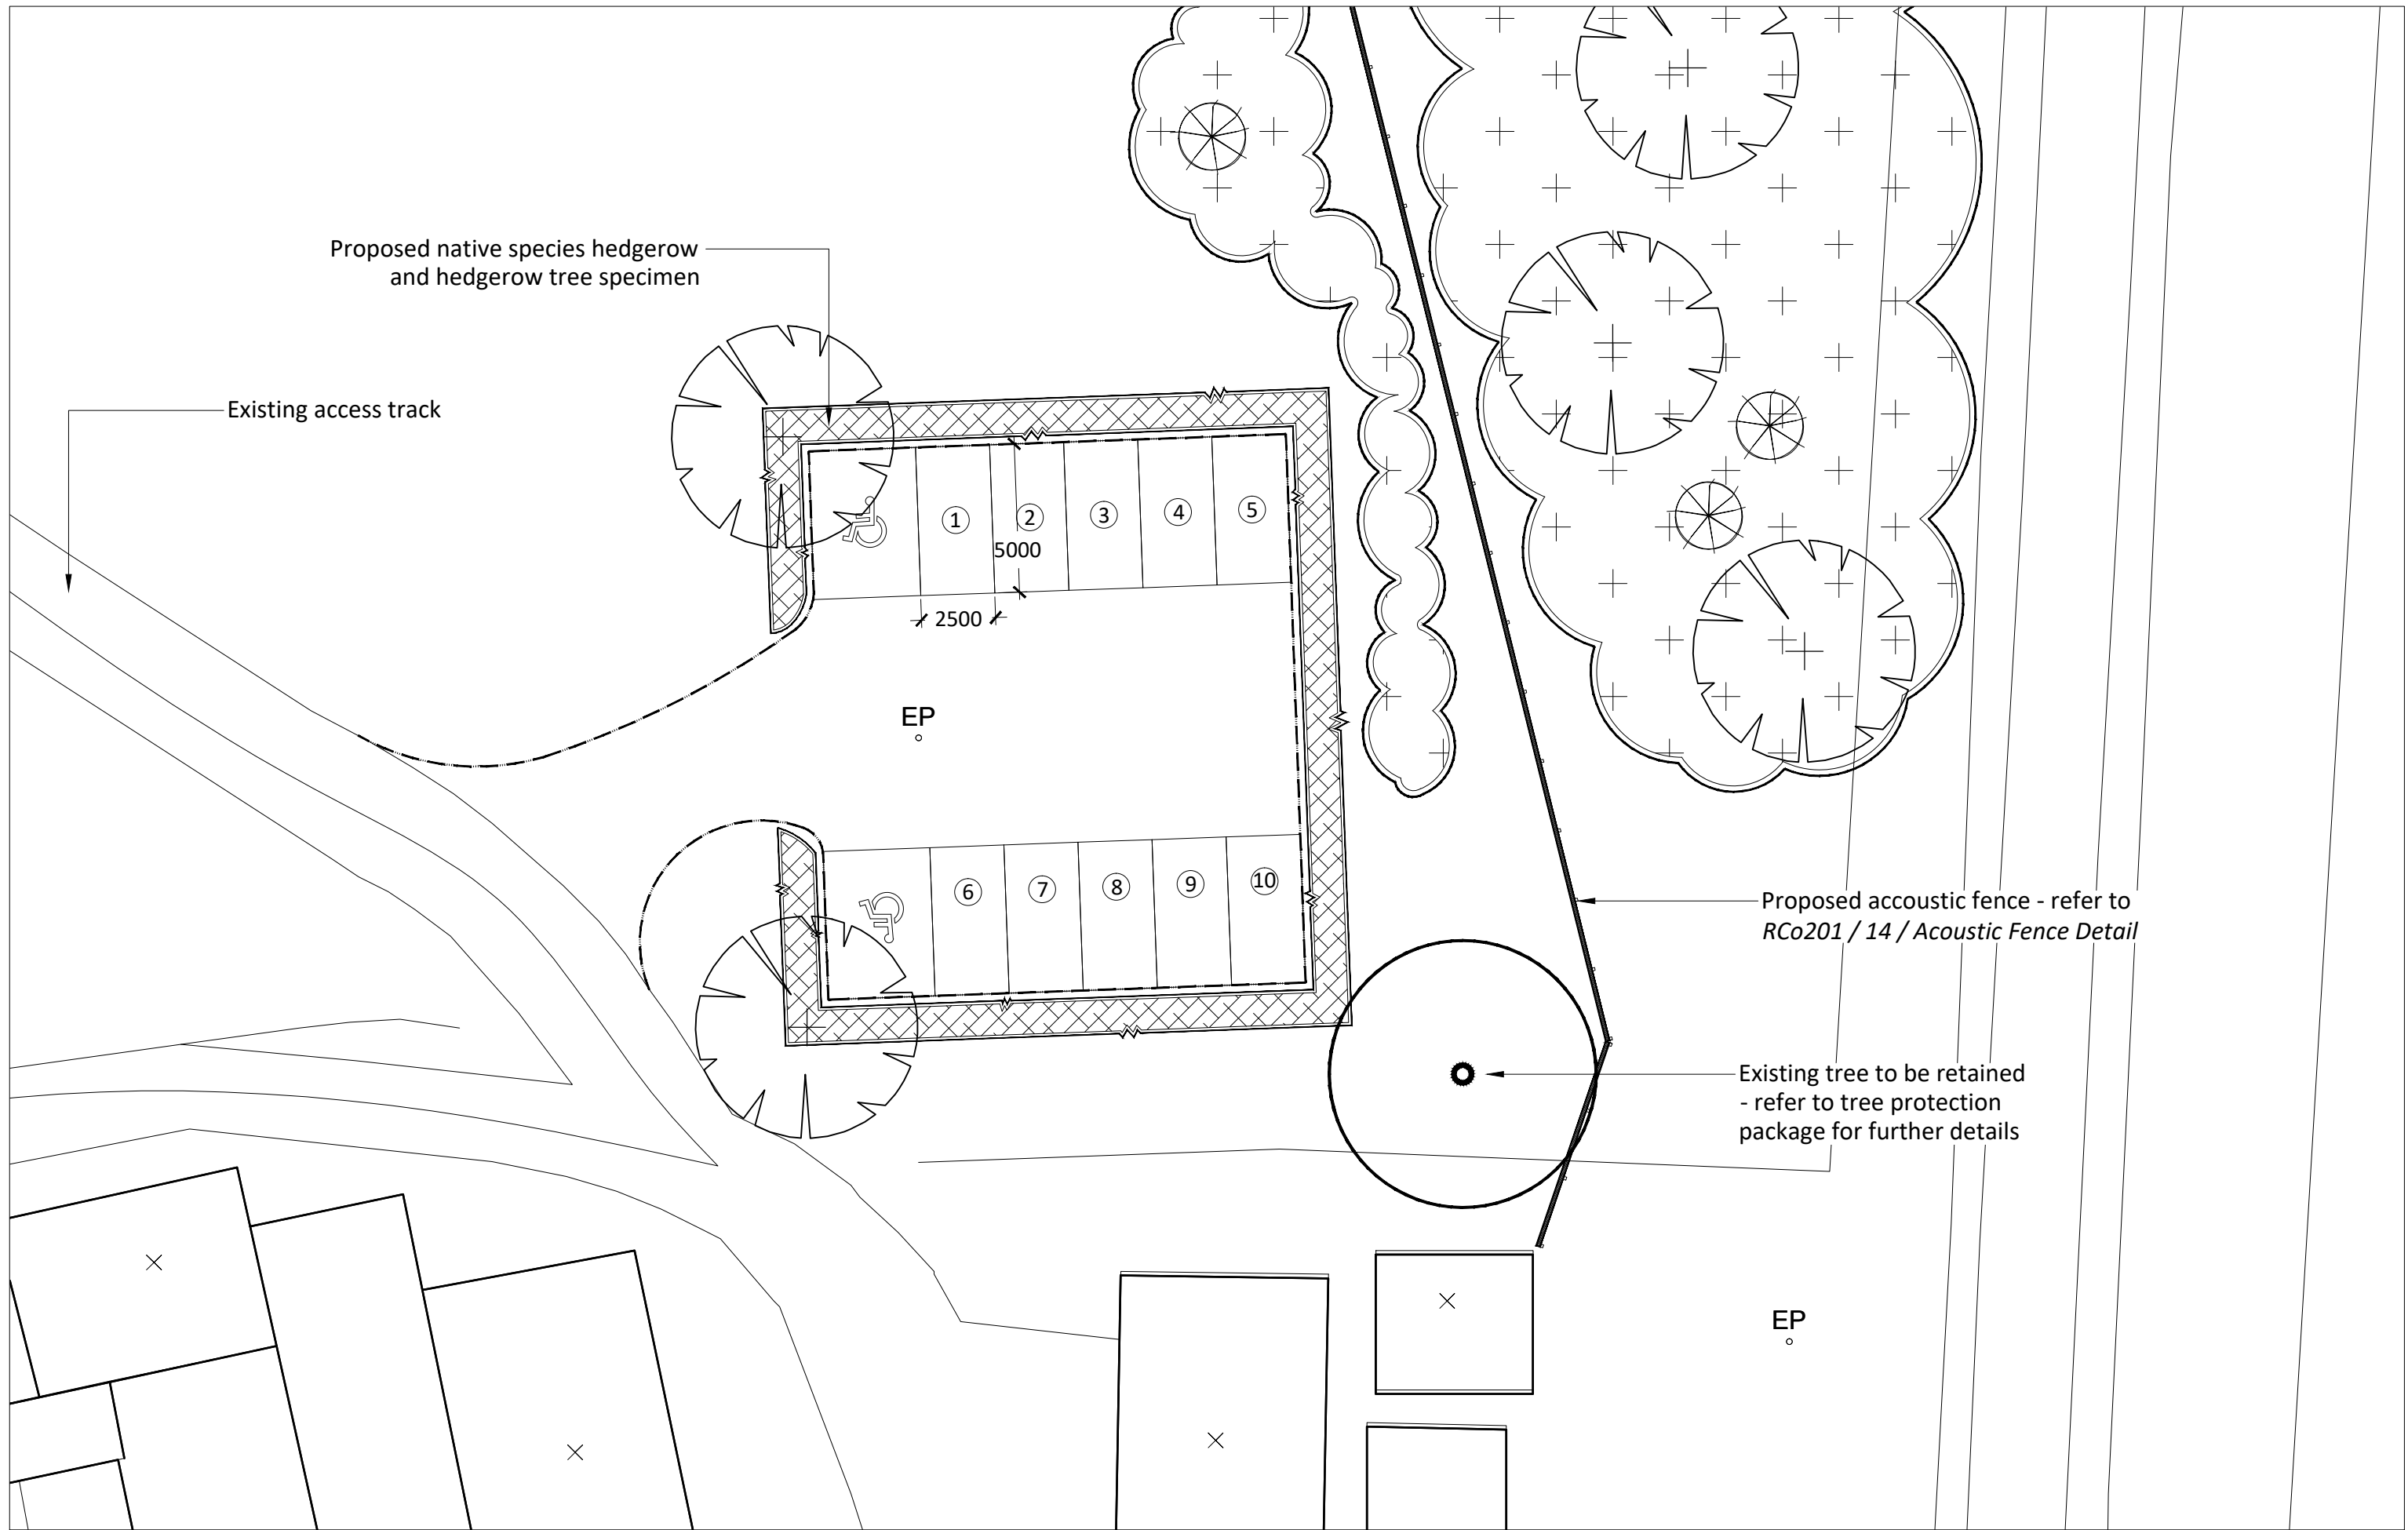 Proposed native species hedgerow
and hedgerow tree specimen
Existing access track
1
2
3
4
5
5000
2500
EP
6
7
8
9
10
Proposed accoustic fence - refer to
RCo201 / 14 / Acoustic Fence Detail
Existing tree to be retained
- refer to tree protection
package for further details
EP